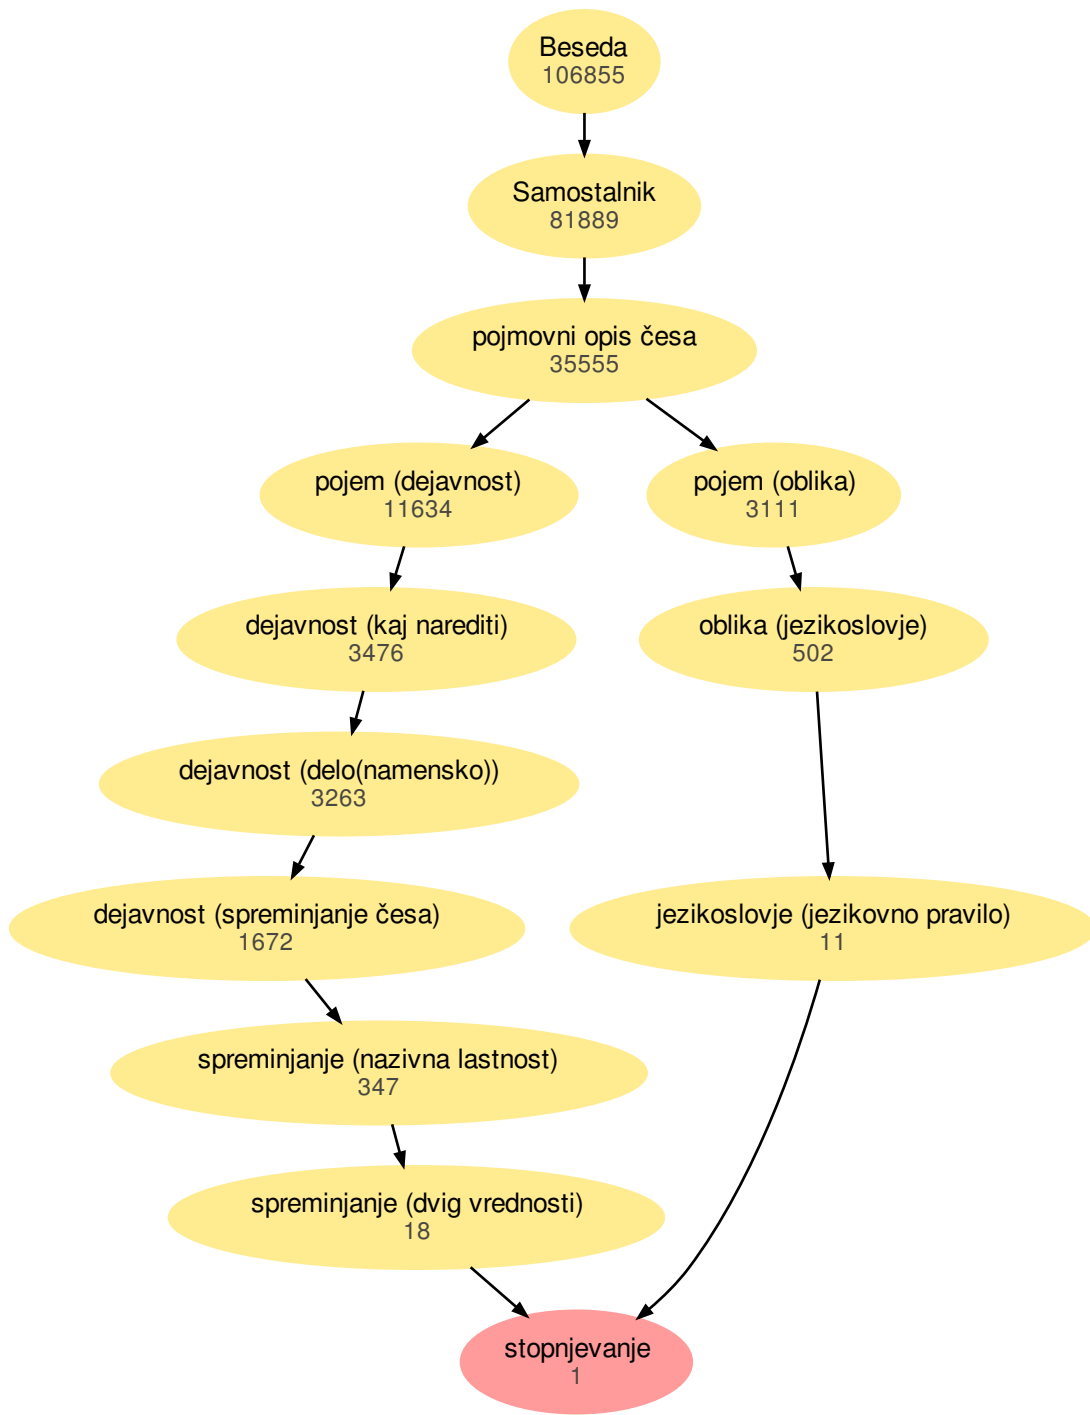 Beseda
106855
Samostalnik
81889
pojmovni opis česa
35555
pojem (dejavnost)
11634
pojem (oblika)
3111
dejavnost (kaj narediti)
3476
oblika (jezikoslovje)
502
dejavnost (delo(namensko))
3263
dejavnost (spreminjanje česa)
1672
jezikoslovje (jezikovno pravilo)
11
spreminjanje (nazivna lastnost)
347
spreminjanje (dvig vrednosti)
18
stopnjevanje
1